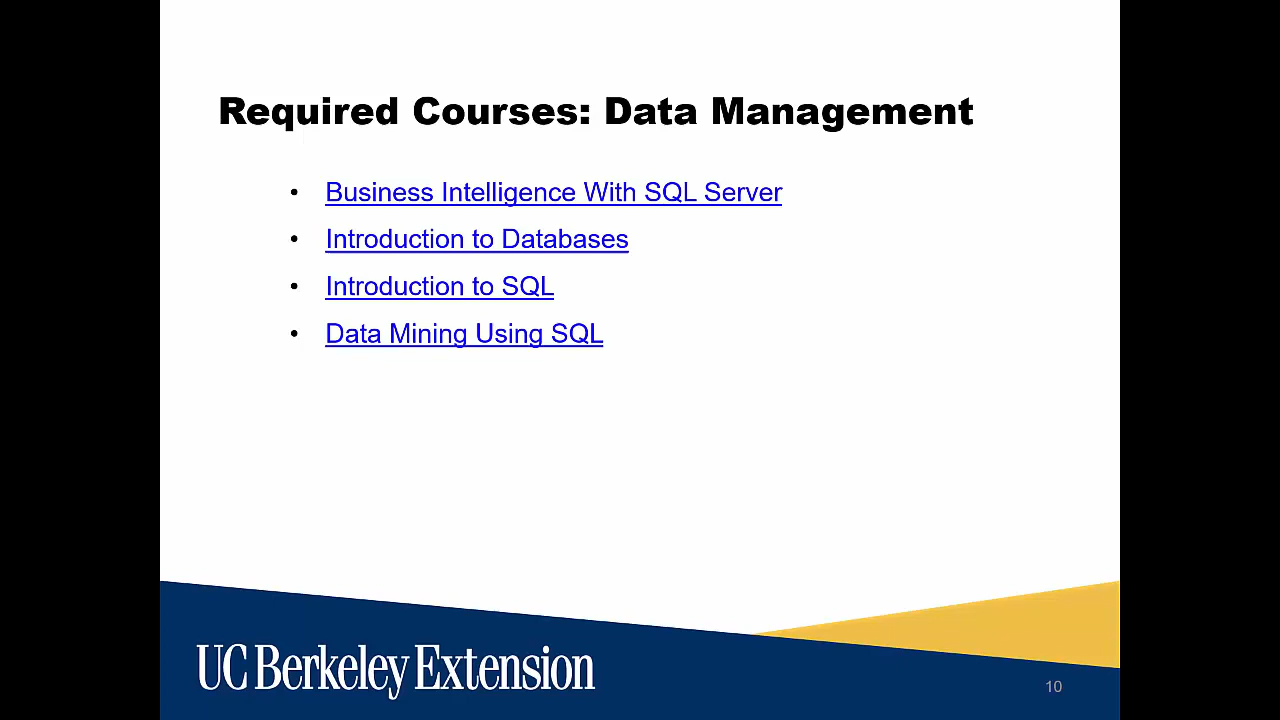 Required Courses: Data Management
• Business Intelligence With SQL Server
• Introduction to Databases
• Introduction to SQL
• Data Mining Using SQL
UC Berkeley Extension
10